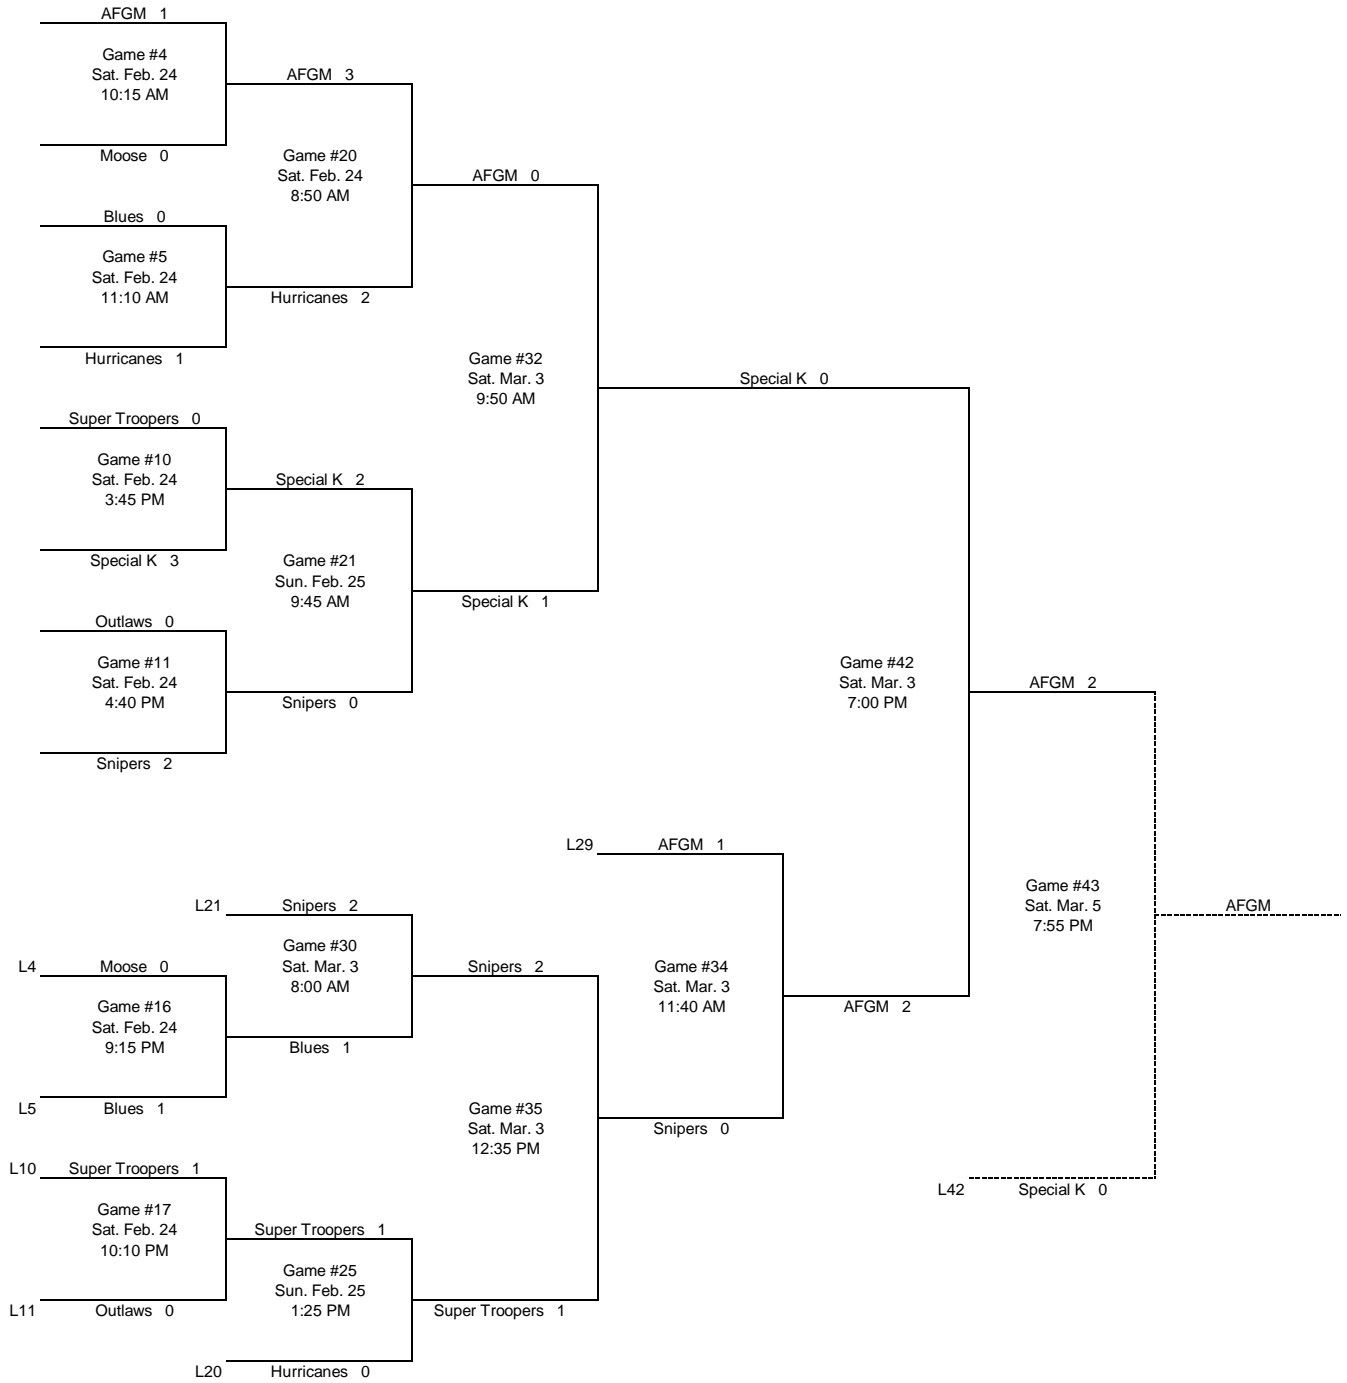 AFGM 1
Game #4
Sat. Feb. 24
10:15 AM
Moose 0
AFGM 3
Game #20
Sat. Feb. 24
8:50 AM
Hurricanes 2
Blues 0
Game #5
Sat. Feb. 24
11:10 AM
Hurricanes 1
AFGM 0
Game #32
Sat. Mar. 3
9:50 AM
Special K 1
Super Troopers 0
Game #10
Sat. Feb. 24
3:45 PM
Special K 3
Special K 2
Game #21
Sun. Feb. 25
9:45 AM
Snipers 0
Outlaws 0
Game #11
Sat. Feb. 24
4:40 PM
Snipers 2
Special K 0
Game #42
Sat. Mar. 3
7:00 PM
AFGM 2
AFGM 2
Game #43
Sat. Mar. 5
7:55 PM
L42 Special K 0
AFGM
L29 AFGM 1
Game #34
Sat. Mar. 3
11:40 AM
Snipers 0
L21 Snipers 2
Game #30
Sat. Mar. 3
8:00 AM
Blues 1
L4 Moose 0
Game #16
Sat. Feb. 24
9:15 PM
L5 Blues 1
Snipers 2
Game #35
Sat. Mar. 3
12:35 PM
Super Troopers 1
L10 Super Troopers 1
Game #17
Sat. Feb. 24
10:10 PM
L11 Outlaws 0
Super Troopers 1
Game #25
Sun. Feb. 25
1:25 PM
L20 Hurricanes 0